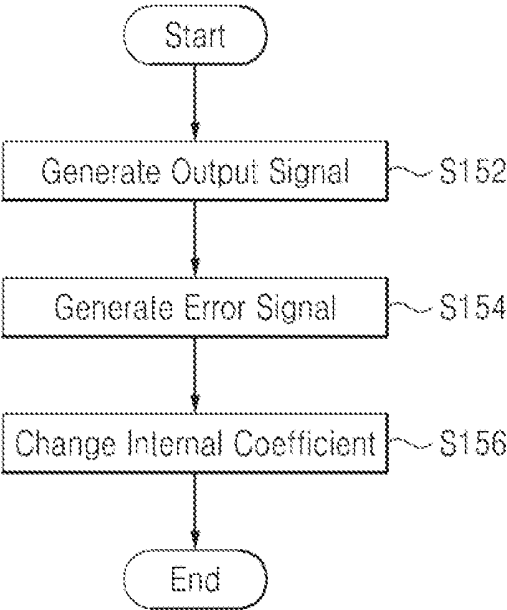 Start
Generate Output Signal
S152
Generate Error Signal
S154
Change Internal Coefficient
S156
End